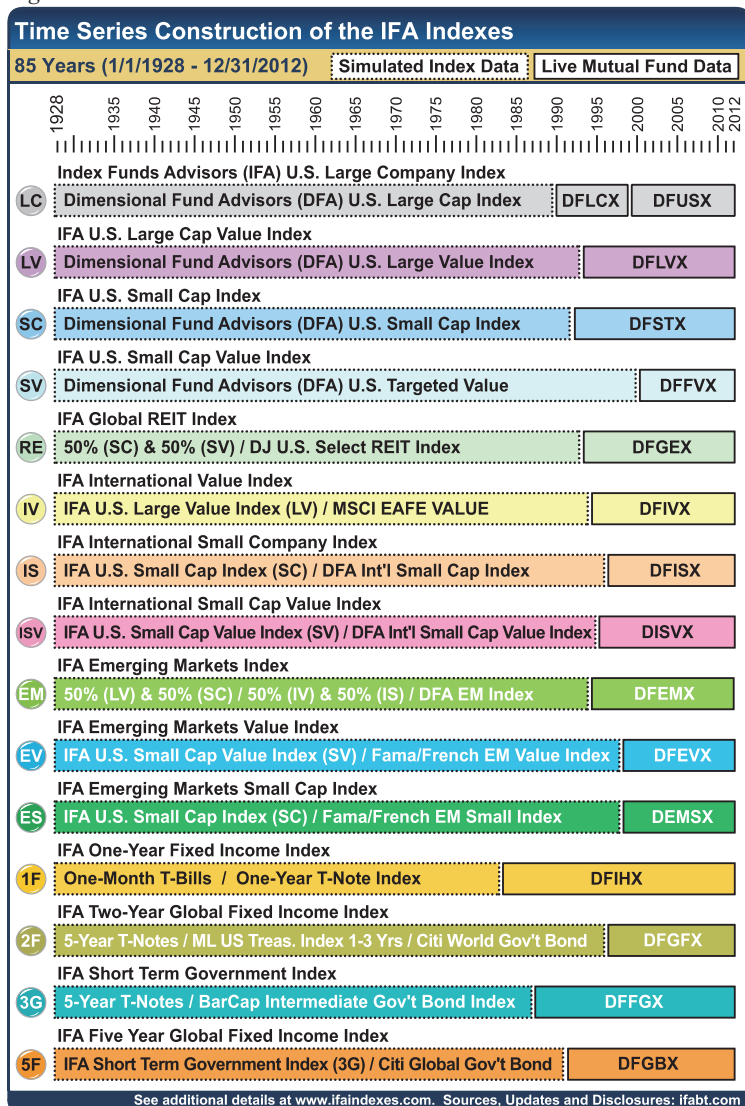 Time Series Construction of the IFA Indexes
85 Years (1/1/1928 - 12/31/2012) Simulated Index Data Live Mutual Fund Data
1928 1935 1940 1945 1950 1955 1960 1965 1970 1975 1980 1985 1990 1995 2000 2005 2010 2012
Index Funds Advisors (IFA) U.S. Large Company Index
LC Dimensional Fund Advisors (DFA) U.S. Large Cap Index DFLCX DFUSX
IFA U.S. Large Cap Value Index
LV Dimensional Fund Advisors (DFA) U.S. Large Value Index DFLVX
IFA U.S. Small Cap Index
SC Dimensional Fund Advisors (DFA) U.S. Small Cap Index DFSTX
IFA U.S. Small Cap Value Index
SV Dimensional Fund Advisors (DFA) U.S. Targeted Value DFFVX
IFA Global REIT Index
RE 50% (SC) & 50% (SV) / DJ U.S. Select REIT Index DFGEX
IFA International Value Index
IV IFA U.S. Large Value Index (LV) / MSCI EAFE VALUE DFIVX
IFA International Small Company Index
IS IFA U.S. Small Cap Index (SC) / DFA Int'l Small Cap Index DFISX
IFA International Small Cap Value Index
ISV IFA U.S. Small Cap Value Index (SV) / DFA Int'l Small Cap Value Index DISVX
IFA Emerging Markets Index
EM 50% (LV) & 50% (SC) / 50% (IV) & 50% (IS) / DFA EM Index DFEMX
IFA Emerging Markets Value Index
EV IFA U.S. Small Cap Value Index (SV) / Fama/French EM Value Index DFEVX
IFA Emerging Markets Small Cap Index
ES IFA U.S. Small Cap Index (SC) / Fama/French EM Small Index DEMSX
IFA One-Year Fixed Income Index
1F One-Month T-Bills / One-Year T-Note Index DFIHX
IFA Two-Year Global Fixed Income Index
2F 5-Year T-Notes / ML US Treas. Index 1-3 Yrs / Citi World Gov't Bond DFGFX
IFA Short Term Government Index
3G 5-Year T-Notes / BarCap Intermediate Gov't Bond Index DFFGX
IFA Five Year Global Fixed Income Index
5F IFA Short Term Government Index (3G) / Citi Global Gov't Bond DFGBX
See additional details at www.ifaindexes.com. Sources, Updates and Disclosures: ifabt.com